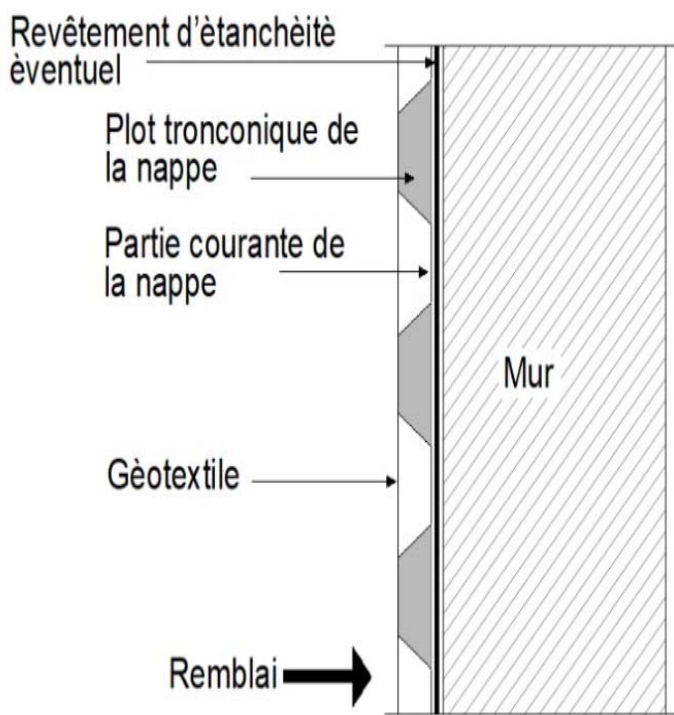 Revêtement d'ètanchèitè
èventuel
Plot tronconique de
la nappe
Partie courante de
la nappe
Mur
Gèotextile
Remblai